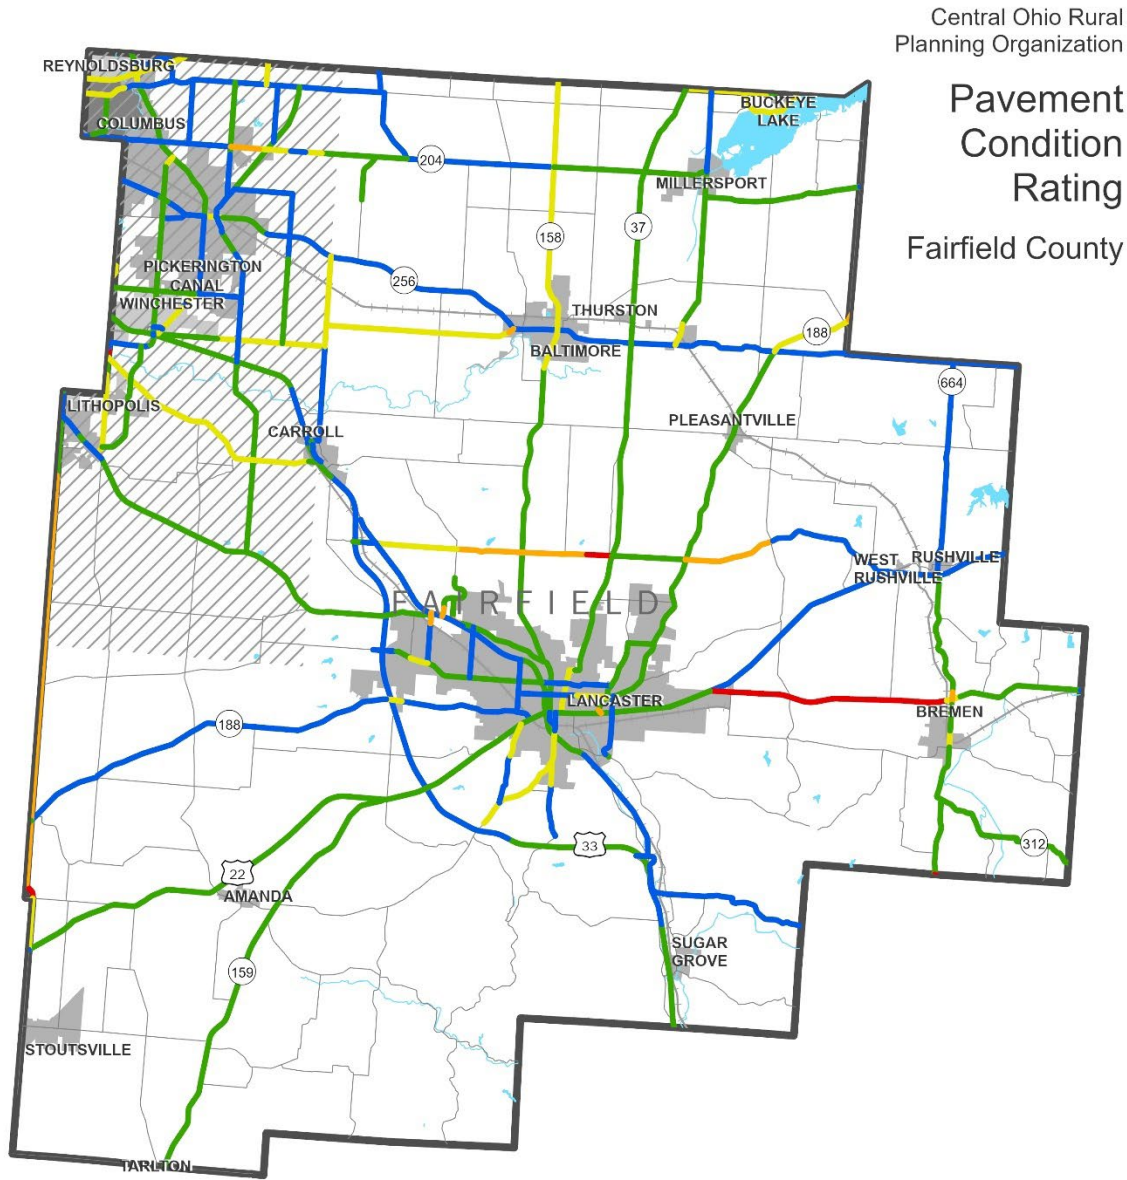 Central Ohio Rural
Planning Organization
Pavement
Condition
Rating
Fairfield County
REYNOLDSBURG
COLUMBUS
BUCKEYE
LAKE
204
MILLERSPORT
37
158
PICKERINGTON
CANAL
WINCHESTER
256
THURSTON
188
BALTIMORE
664
LITHOPOLIS
CARROLL
PLEASANTVILLE
WEST
RUSHVILLE
RUSHVILLE
FAIRFIELD
LANCASTER
188
BREMEN
33
312
22
AMANDA
SUGAR
GROVE
159
STOUTSVILLE
TARLTON